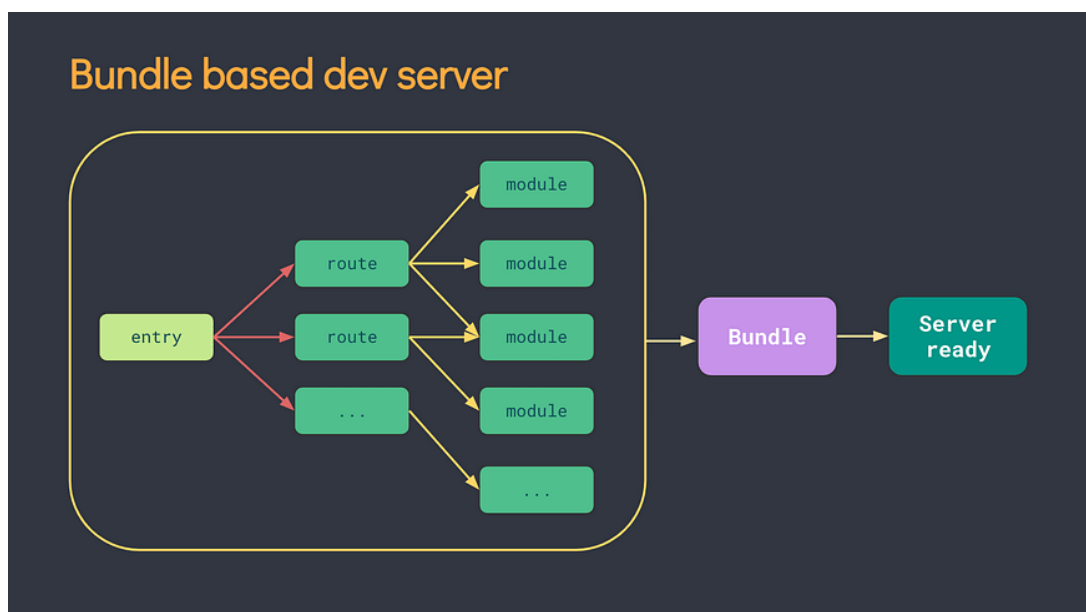 Bundle based dev server
module
route
module
entry
route
module
Bundle
Server
ready
...
module
...